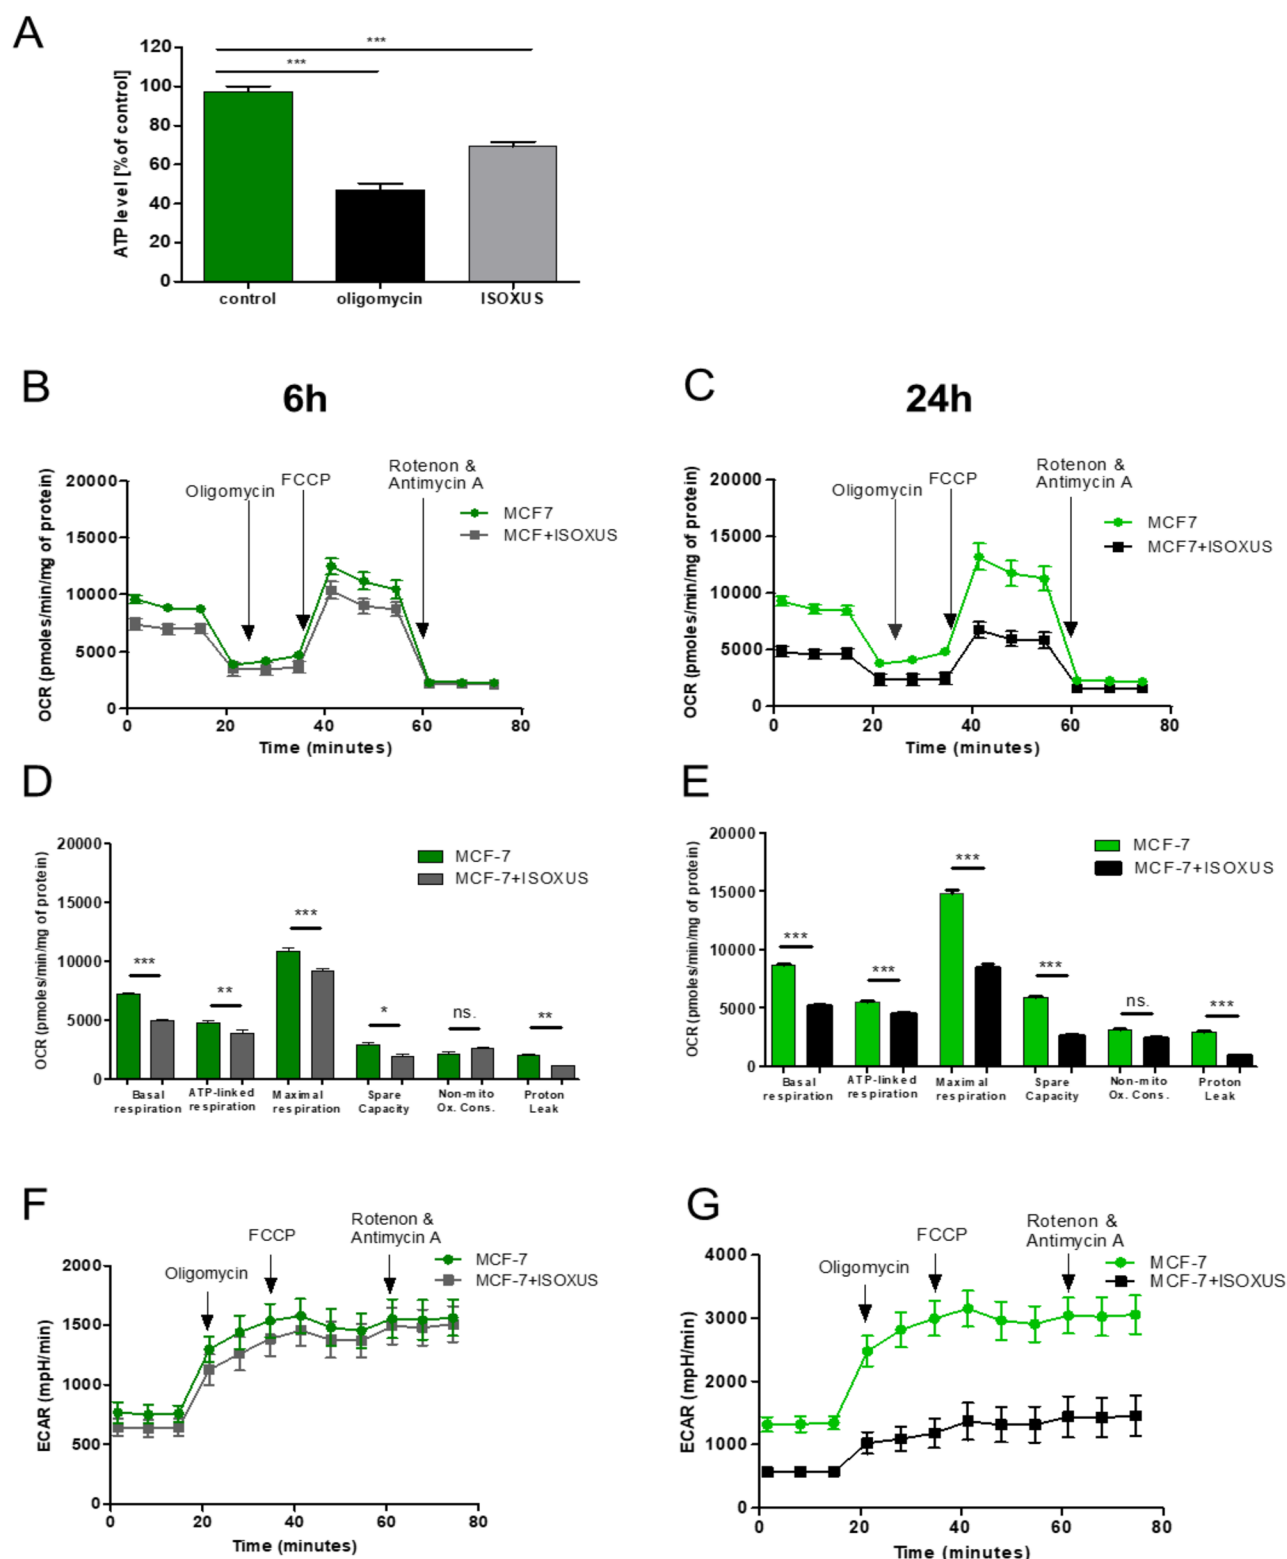 A
120
100
80
60
40
20
0
ATP level [% of control]
***
***
control oligomycin ISOXUS
B
6h
C
24h
20000
15000
10000
5000
0
OCR (pmoles/min/mg of protein)
Oligomycin
FCCP
Rotenon &
Antimycin A
MCF7
MCF+ISOXUS
0 20 40 60 80
Time (minutes)
20000
15000
10000
5000
0
OCR (pmoles/min/mg of protein)
Oligomycin
FCCP
Rotenon &
Antimycin A
MCF7
MCF7+ISOXUS
0 20 40 60 80
Time (minutes)
D
20000
15000
10000
5000
0
OCR (pmoles/min/mg of protein)
MCF-7
MCF-7+ISOXUS
***
**
***
*
ns.
**
Basal
respiration
ATP-linked
respiration
Maximal
respiration
Spare
Capacity
Non-mito
Ox. Cons.
Proton
Leak
E
20000
15000
10000
5000
0
OCR (pmoles/min/mg of protein)
MCF-7
MCF-7+ISOXUS
***
***
***
***
ns.
***
Basal
respiration
ATP-linked
respiration
Maximal
respiration
Spare
Capacity
Non-mito
Ox. Cons.
Proton
Leak
F
2000
1500
1000
500
0
ECAR (mpH/min)
Oligomycin
FCCP
Rotenon &
Antimycin A
MCF-7
MCF-7+ISOXUS
0 20 40 60 80
Time (minutes)
G
4000
3000
2000
1000
0
ECAR (mpH/min)
Oligomycin
FCCP
Rotenon &
Antimycin A
MCF-7
MCF-7+ISOXUS
0 20 40 60 80
Time (minutes)